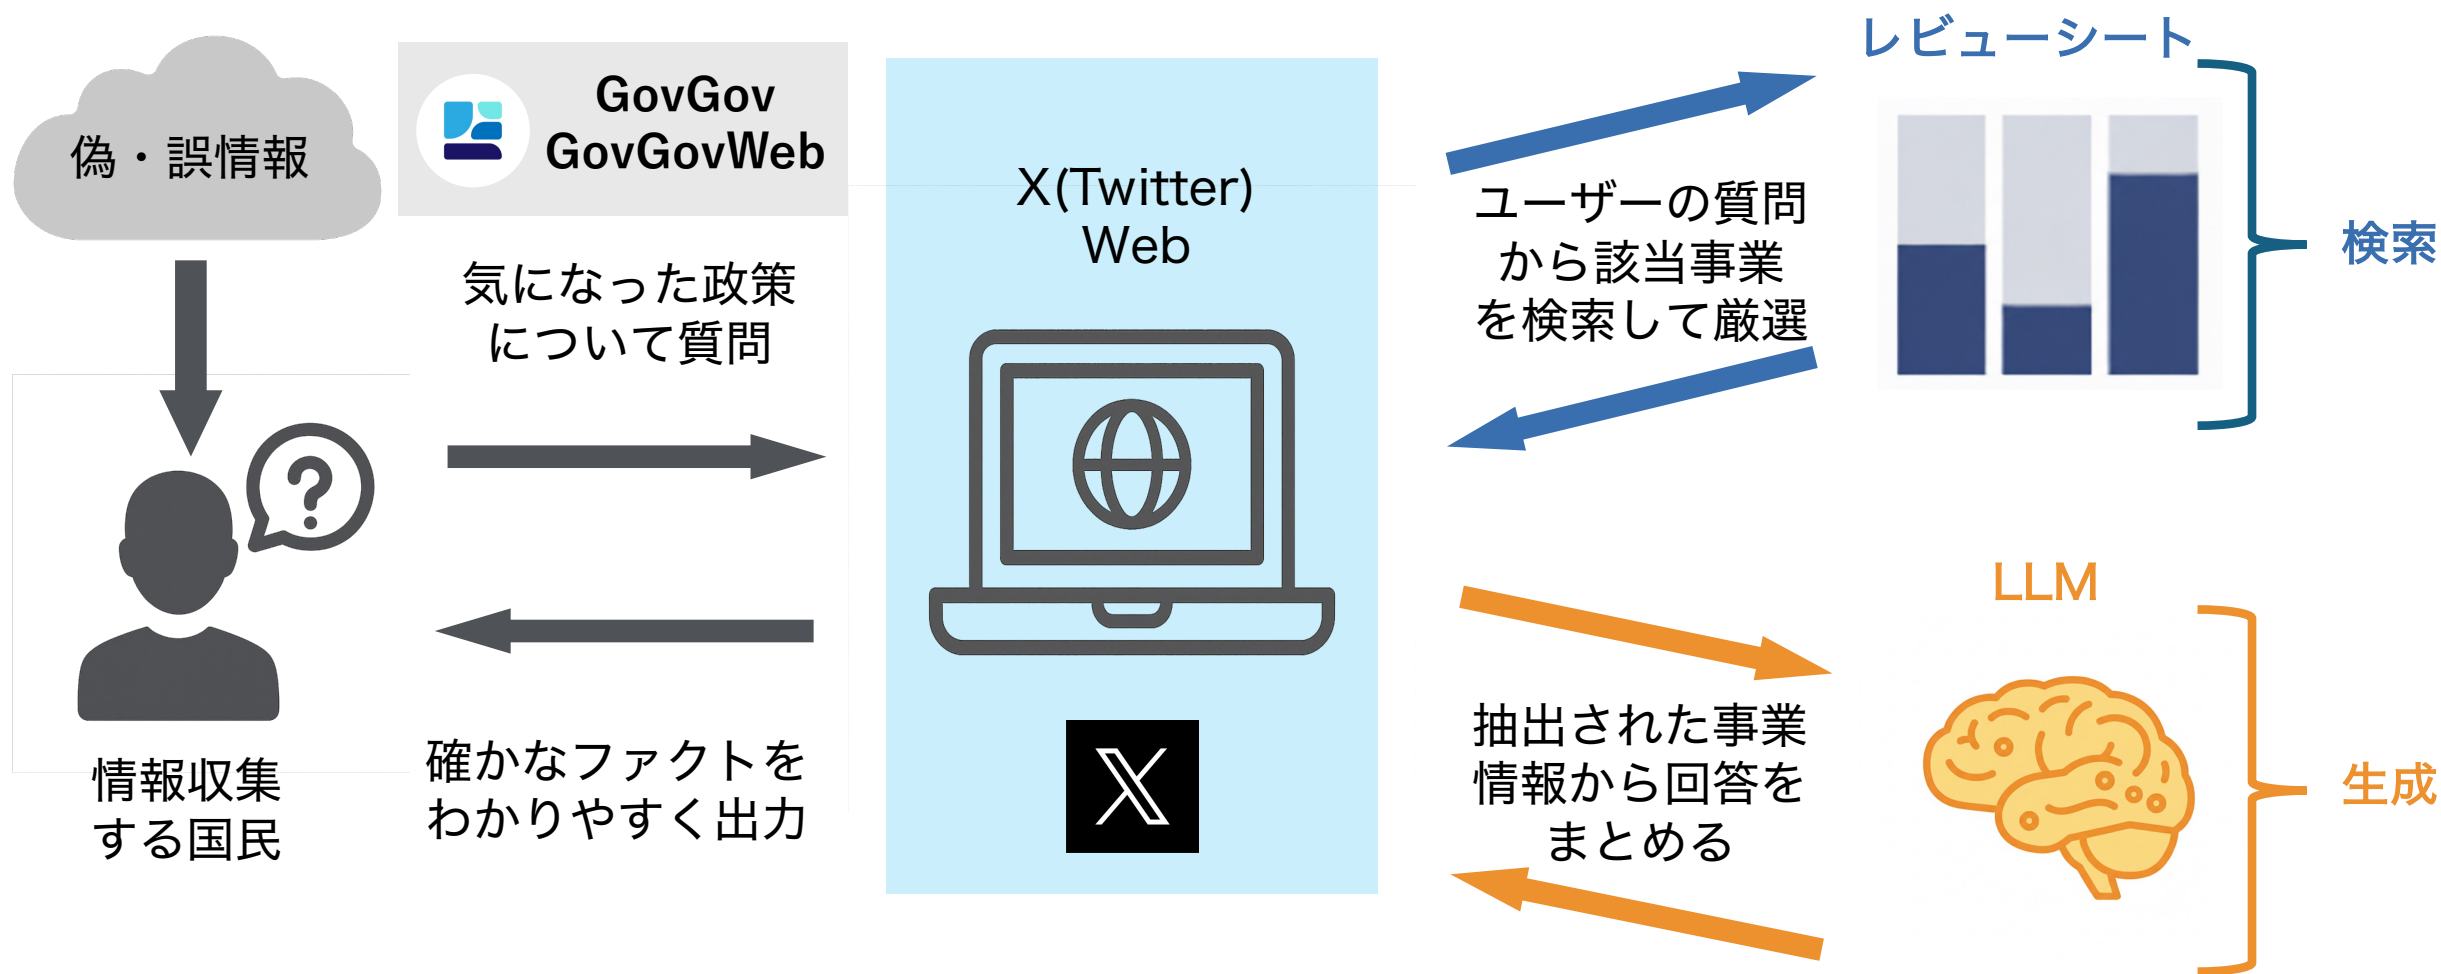 偽・誤情報
GovGov
GovGovWeb
気になった政策
について質問
確かなファクトを
わかりやすく出力
情報収集
する国民
X(Twitter)
Web
レビューシート
ユーザーの質問
から該当事業
を検索して厳選
検索
LLM
抽出された事業
情報から回答を
まとめる
生成